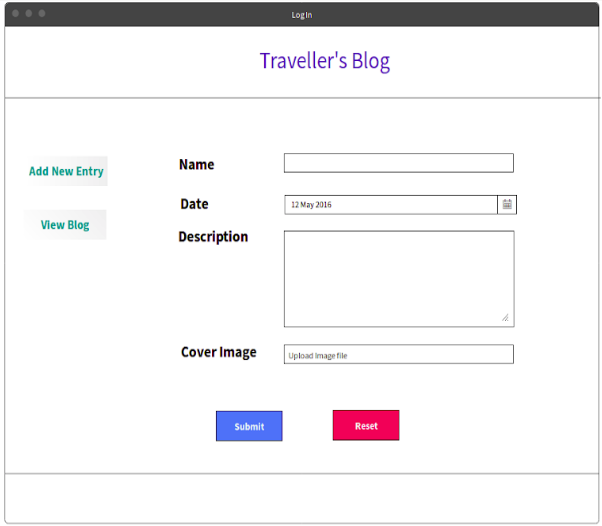 Log In
Traveller's Blog
Add New Entry
View Blog
Name
Date
12 May 2016
Description
Cover Image
Upload Image file
Submit
Reset